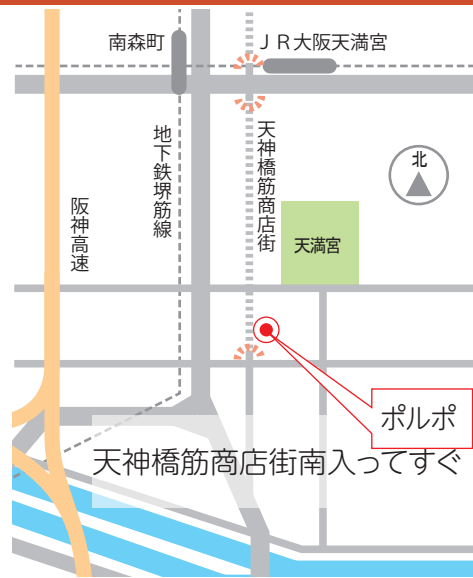 南森町
ＪＲ大阪天満宮
地下鉄堺筋線
天神橋筋商店街
北
阪神高速
天満宮
ポルポ
天神橋筋商店街南入ってすぐ